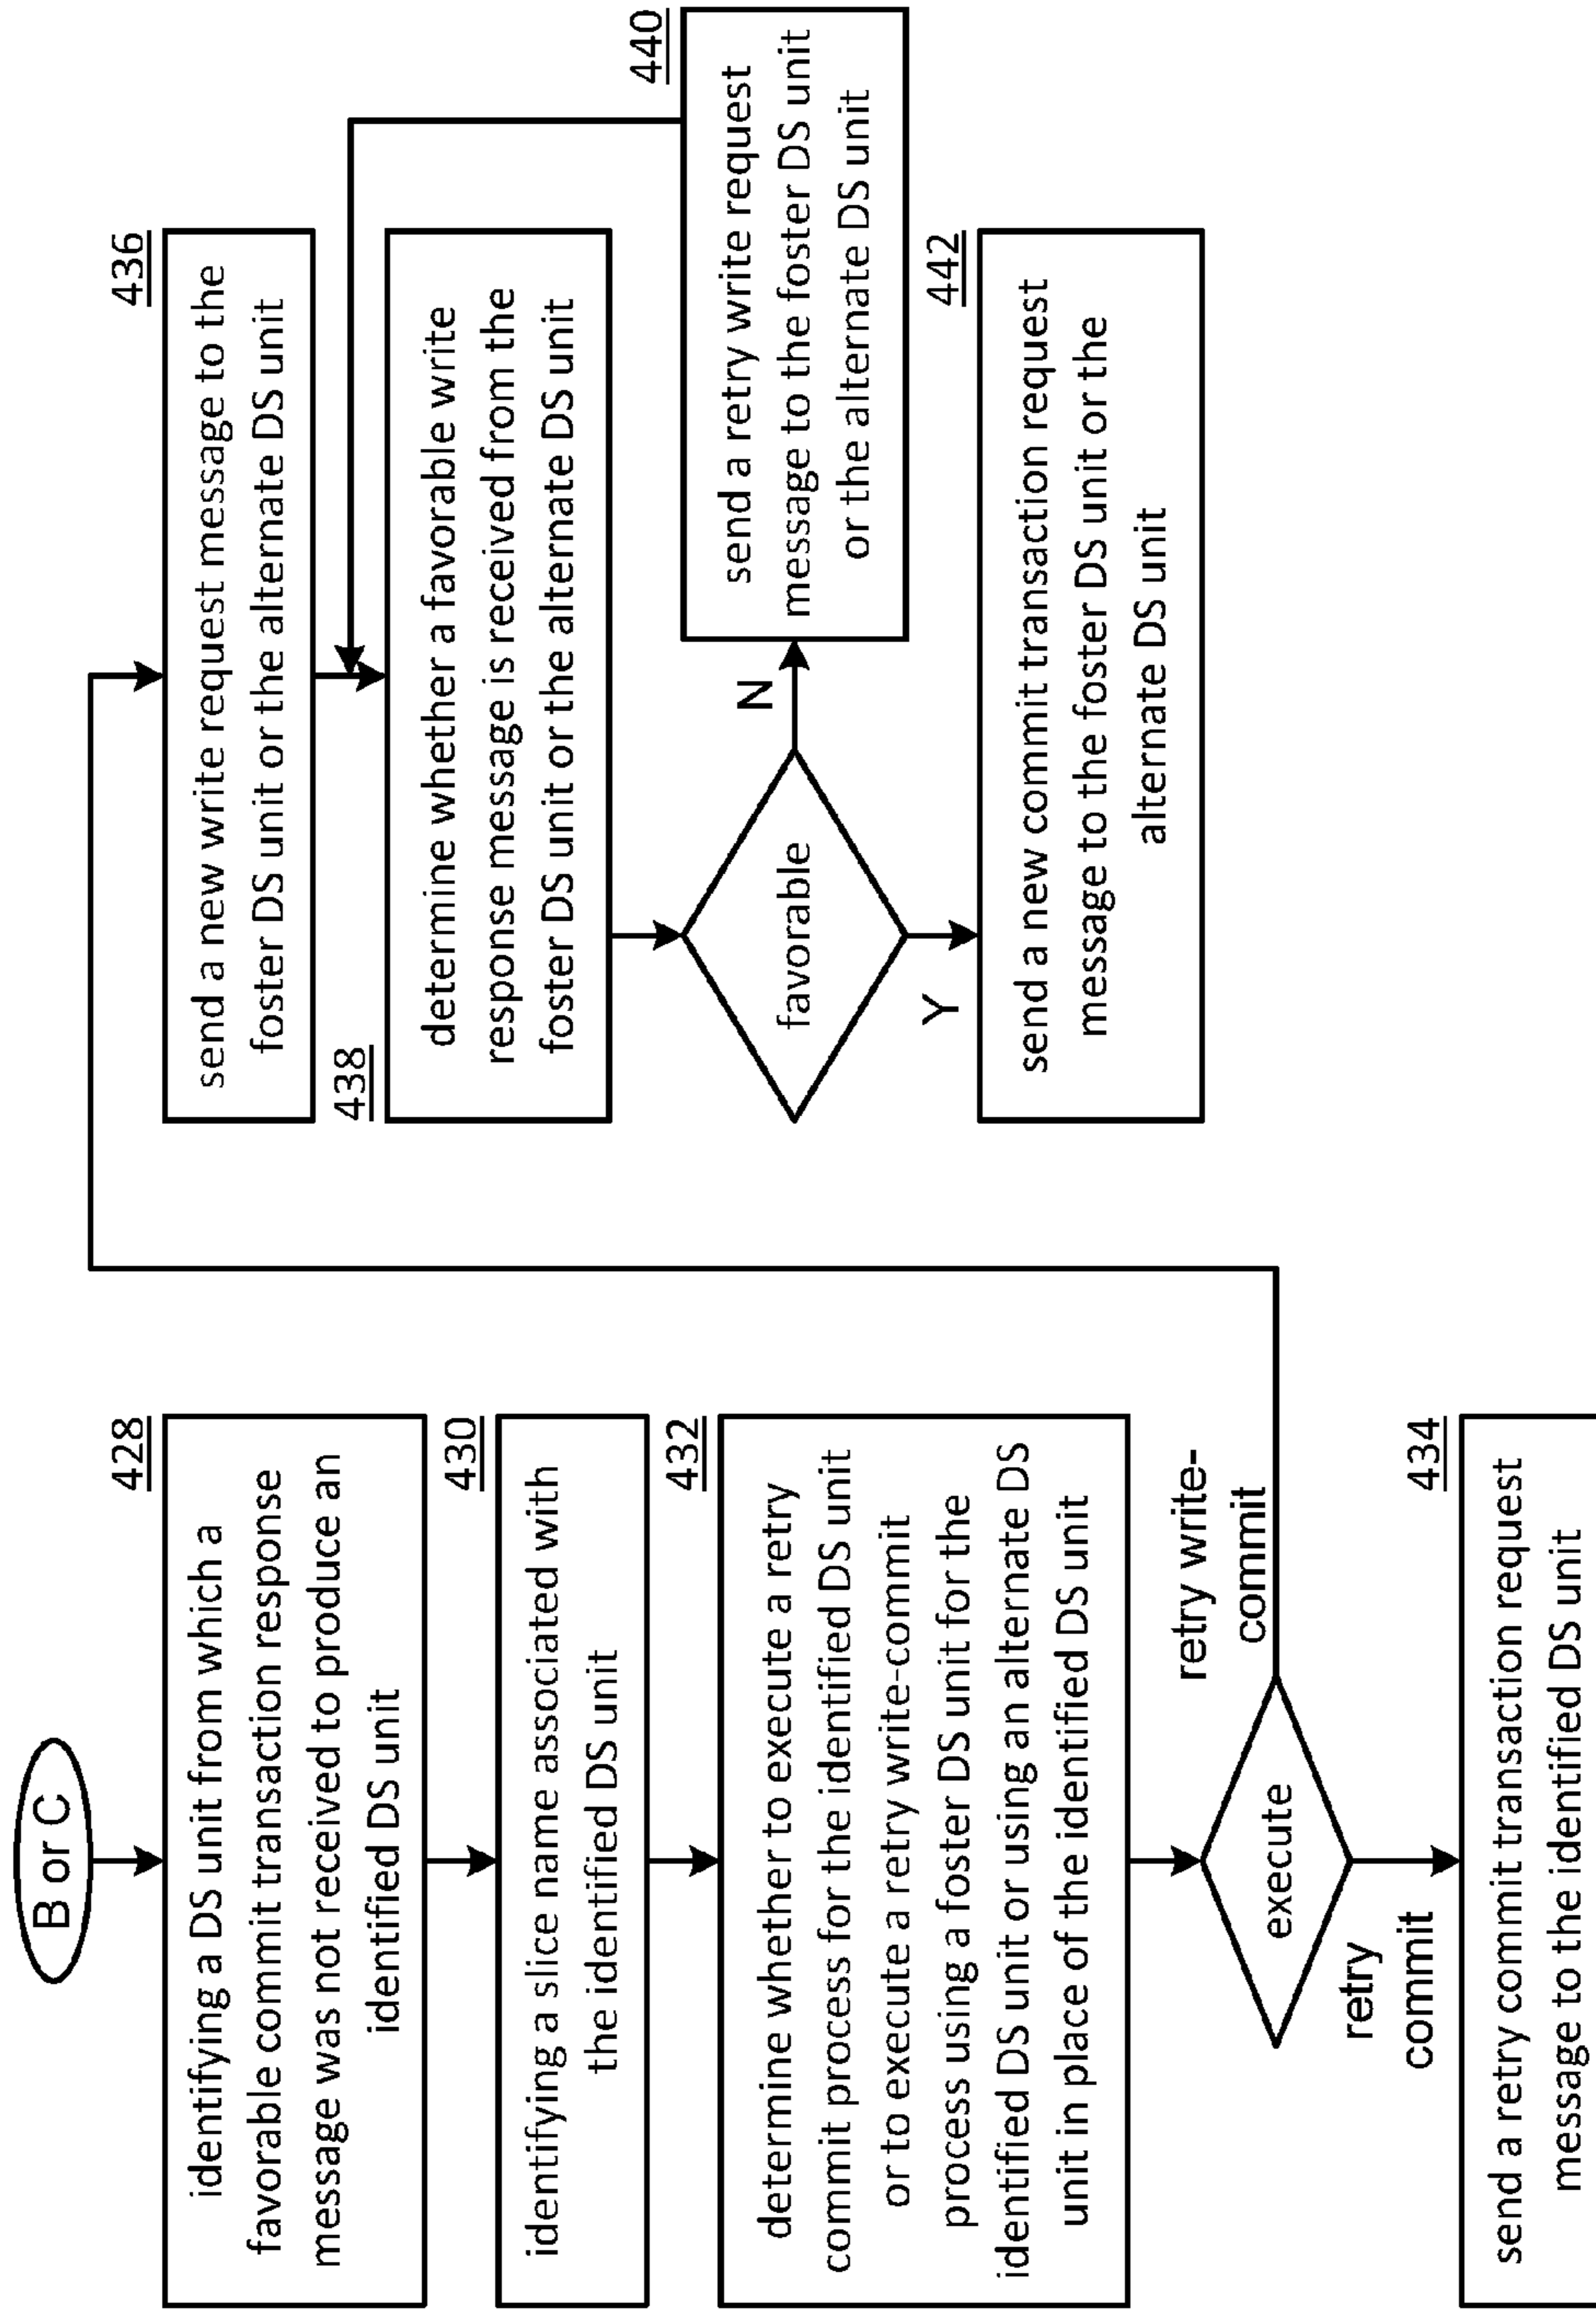 B or C
428
identifying a DS unit from which a
favorable commit transaction response
message was not received to produce an
identified DS unit
430
identifying a slice name associated with
the identified DS unit
432
determine whether to execute a retry
commit process for the identified DS unit
or to execute a retry write-commit
process using a foster DS unit for the
identified DS unit or using an alternate DS
unit in place of the identified DS unit
execute
retry write-
commit
retry
commit
434
send a retry commit transaction request
message to the identified DS unit
436
send a new write request message to the
foster DS unit or the alternate DS unit
438
determine whether a favorable write
response message is received from the
foster DS unit or the alternate DS unit
favorable
N
Y
440
send a retry write request
message to the foster DS unit
or the alternate DS unit
442
send a new commit transaction request
message to the foster DS unit or the
alternate DS unit